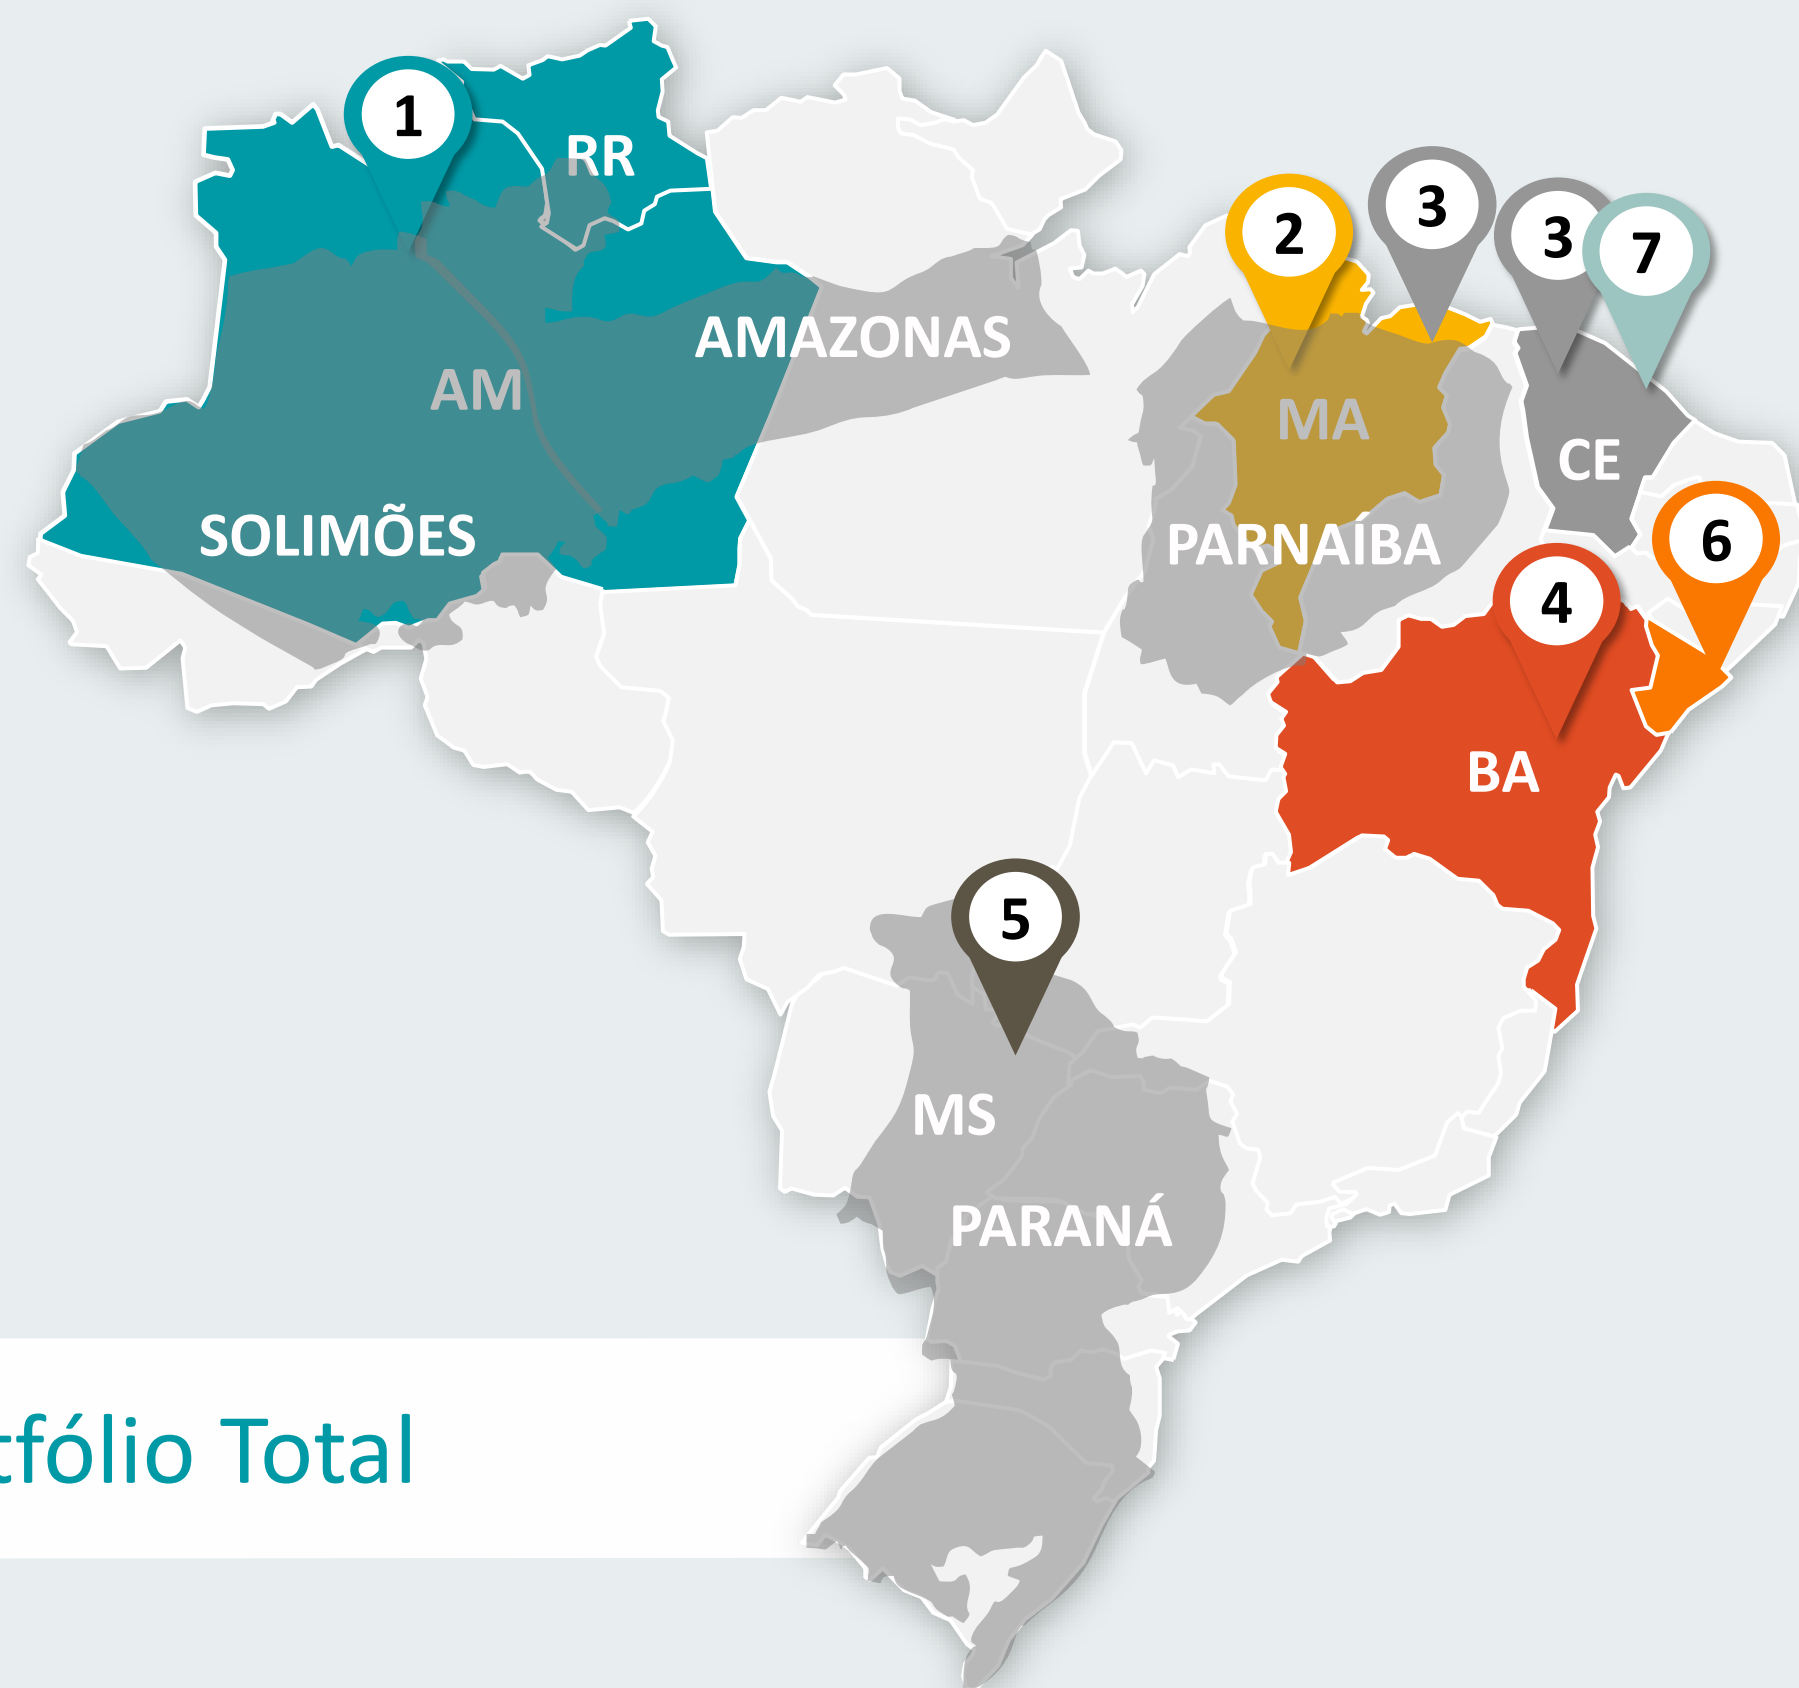 1
RR
2
3
3
7
AMAZONAS
AM
MA
CE
SOLIMÕES
PARNAÍBA
6
4
BA
5
MS
PARANÁ
tfólio Total